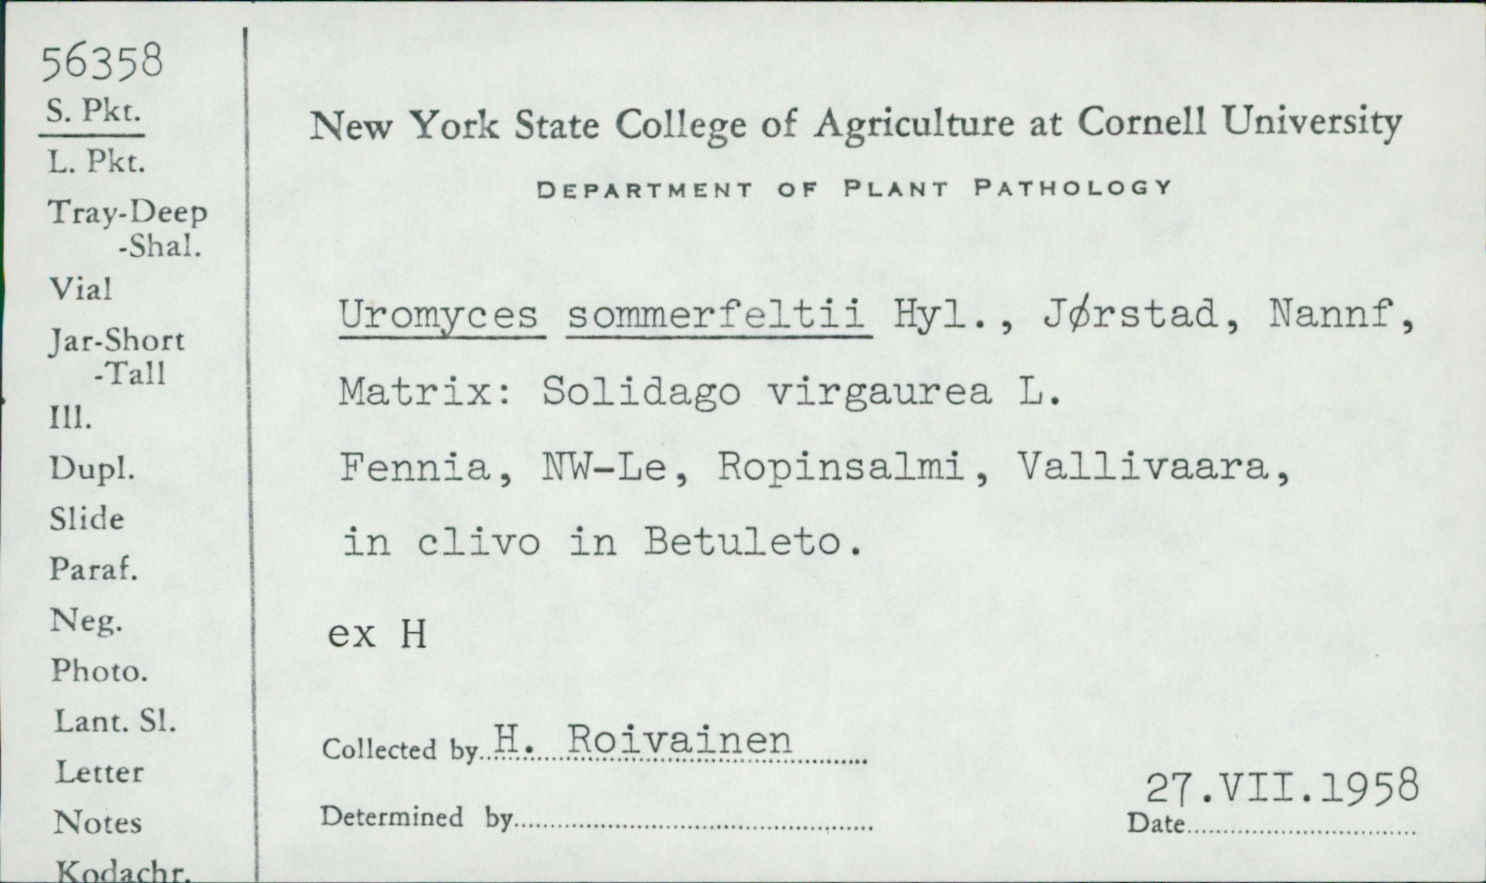 56358
S. Pkt.
L. Pkt.
Tray-Deep
-Shal.
Vial
Jar-Short
-Tall
Ill.
Dupl.
Slide
Paraf.
Neg.
Photo.
Lant. Sl.
Letter
Notes
Kodachr.
New York State College of Agriculture at Cornell University
DEPARTMENT OF PLANT PATHOLOGY
Uromyces sommerfeltii Hyl., Jørstad, Nannf,
Matrix: Solidago virgaurea L.
Fennia, NW-Le, Ropinsalmi, Vallivaara,
in clivo in Betuleto.
ex H
Collected by H. Roivainen
Determined by
27.VII.1958
Date